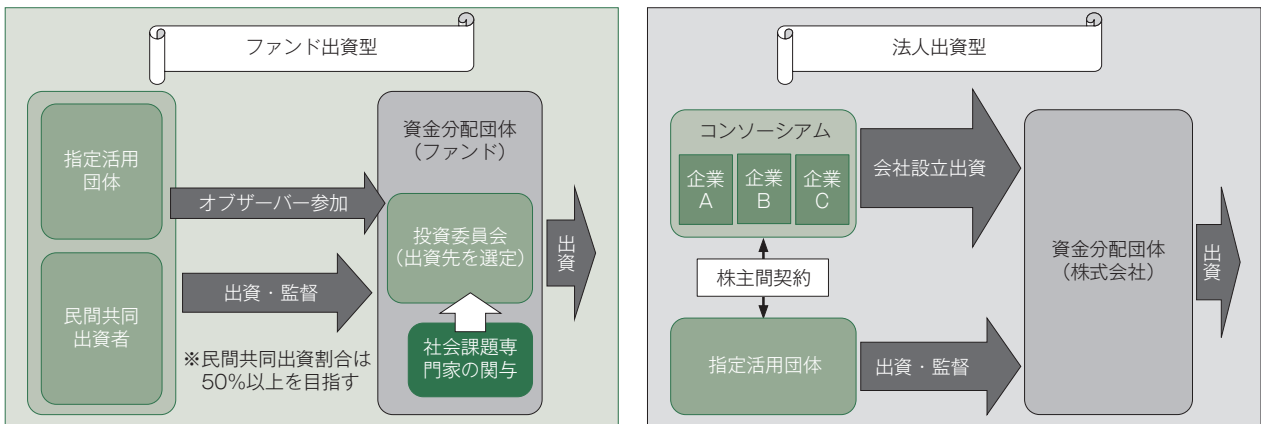 ファンド出資型
指定活用
団体
民間共同
出資者
オブザーバー参加
出資・監督
※民間共同出資割合は
50%以上を目指す
資金分配団体
(ファンド)
投資委員会
(出資先を選定)
社会課題専
門家の関与
出資
法人出資型
コンソーシアム
企業
A
企業
B
企業
C
会社設立出資
株主間契約
指定活用団体
出資・監督
資金分配団体
(株式会社)
出資